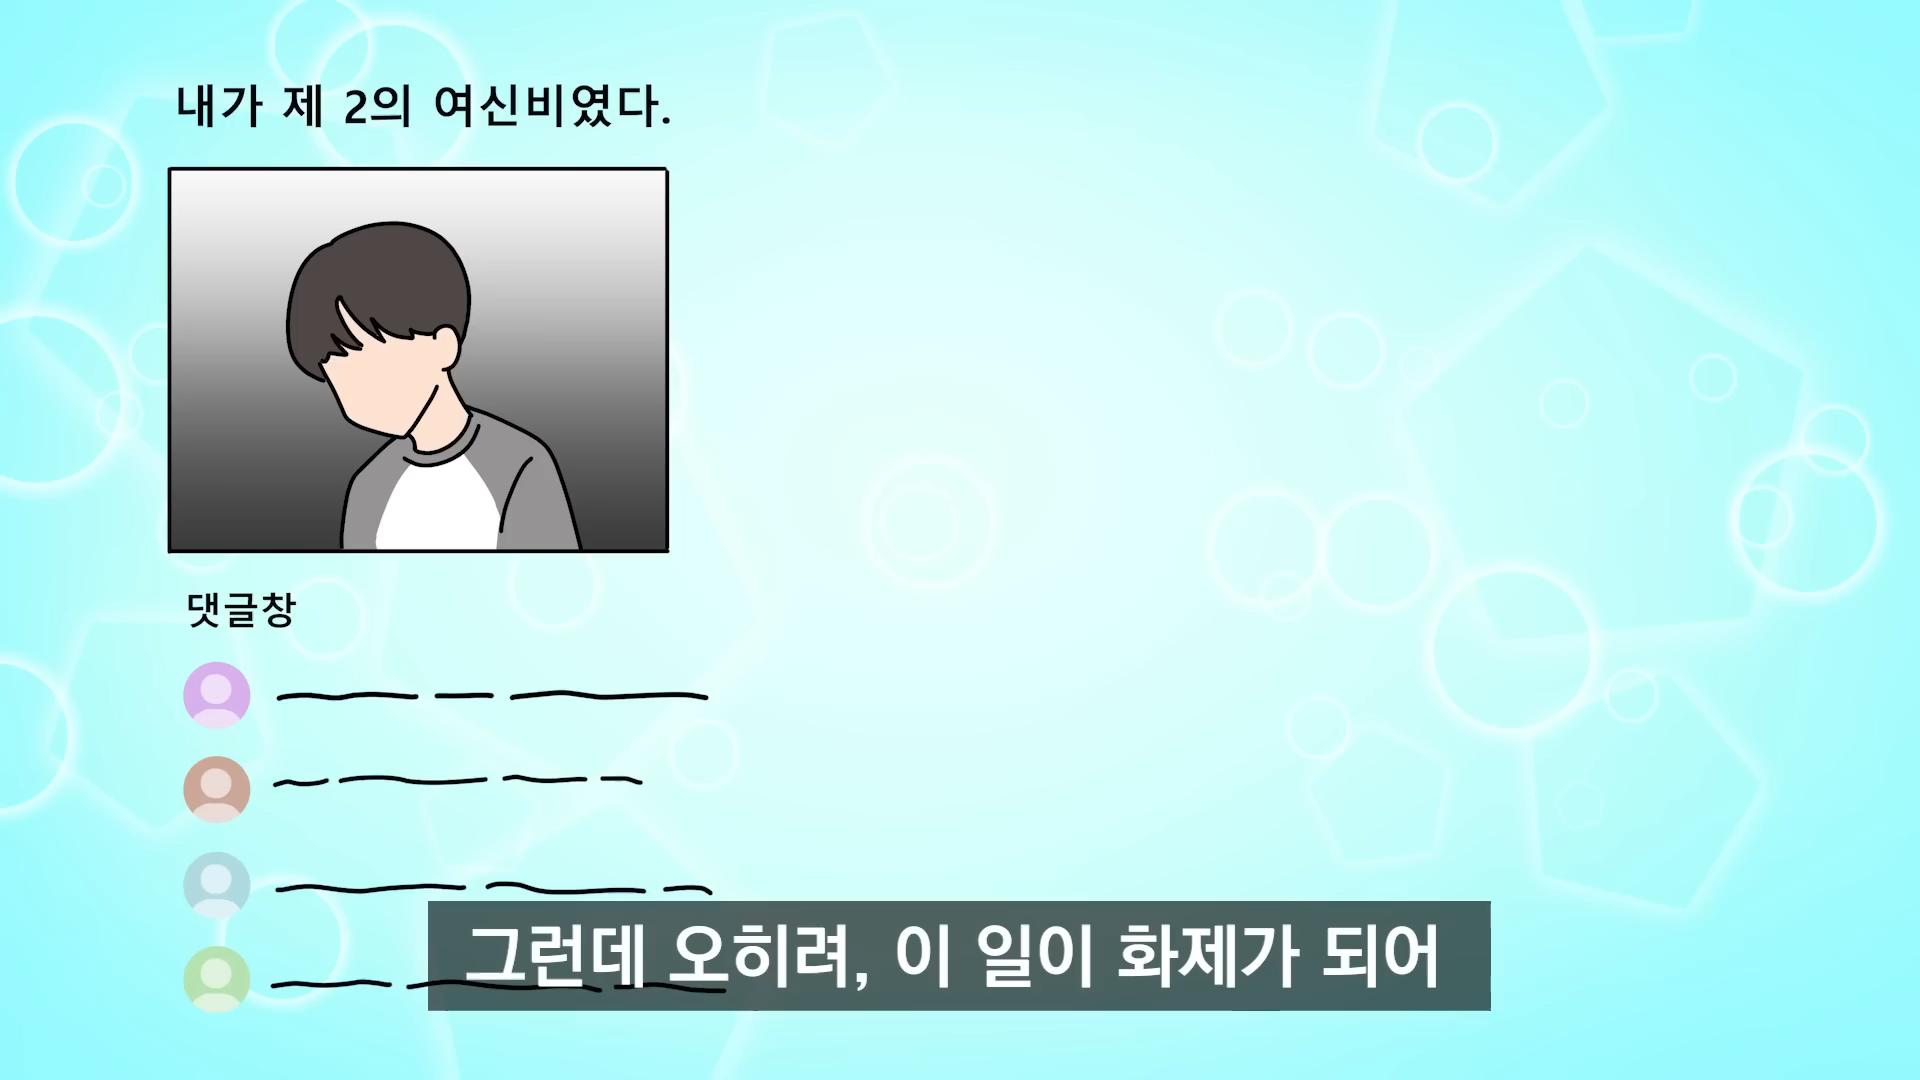 내가 제 2의 여신비였다.
댓글창
그런데 오히려, 이 일이 화제가 되어